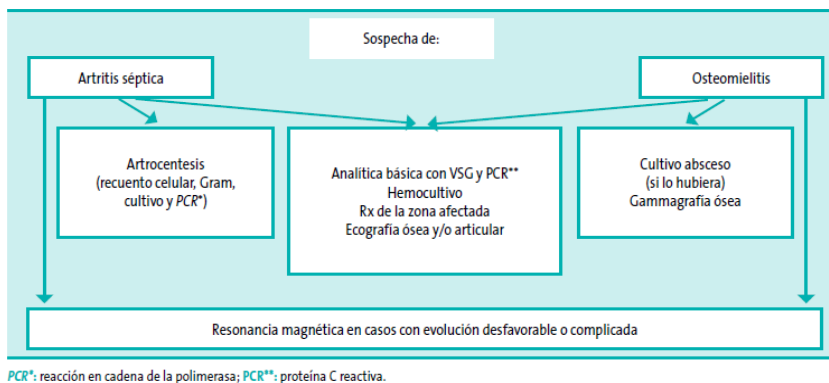 Sospecha de:
Artritis séptica
Osteomielitis
Artrocentesis
(recuento celular, Gram,
cultivo y PCR*)
Analítica básica con VSG y PCR**
Hemocultivo
Rx de la zona afectada
Ecografía ósea y/o articular
Cultivo absceso
(si lo hubiera)
Gammagrafía ósea
Resonancia magnética en casos con evolución desfavorable o complicada
PCR*: reacción en cadena de la polimerasa; PCR**: proteína C reactiva.